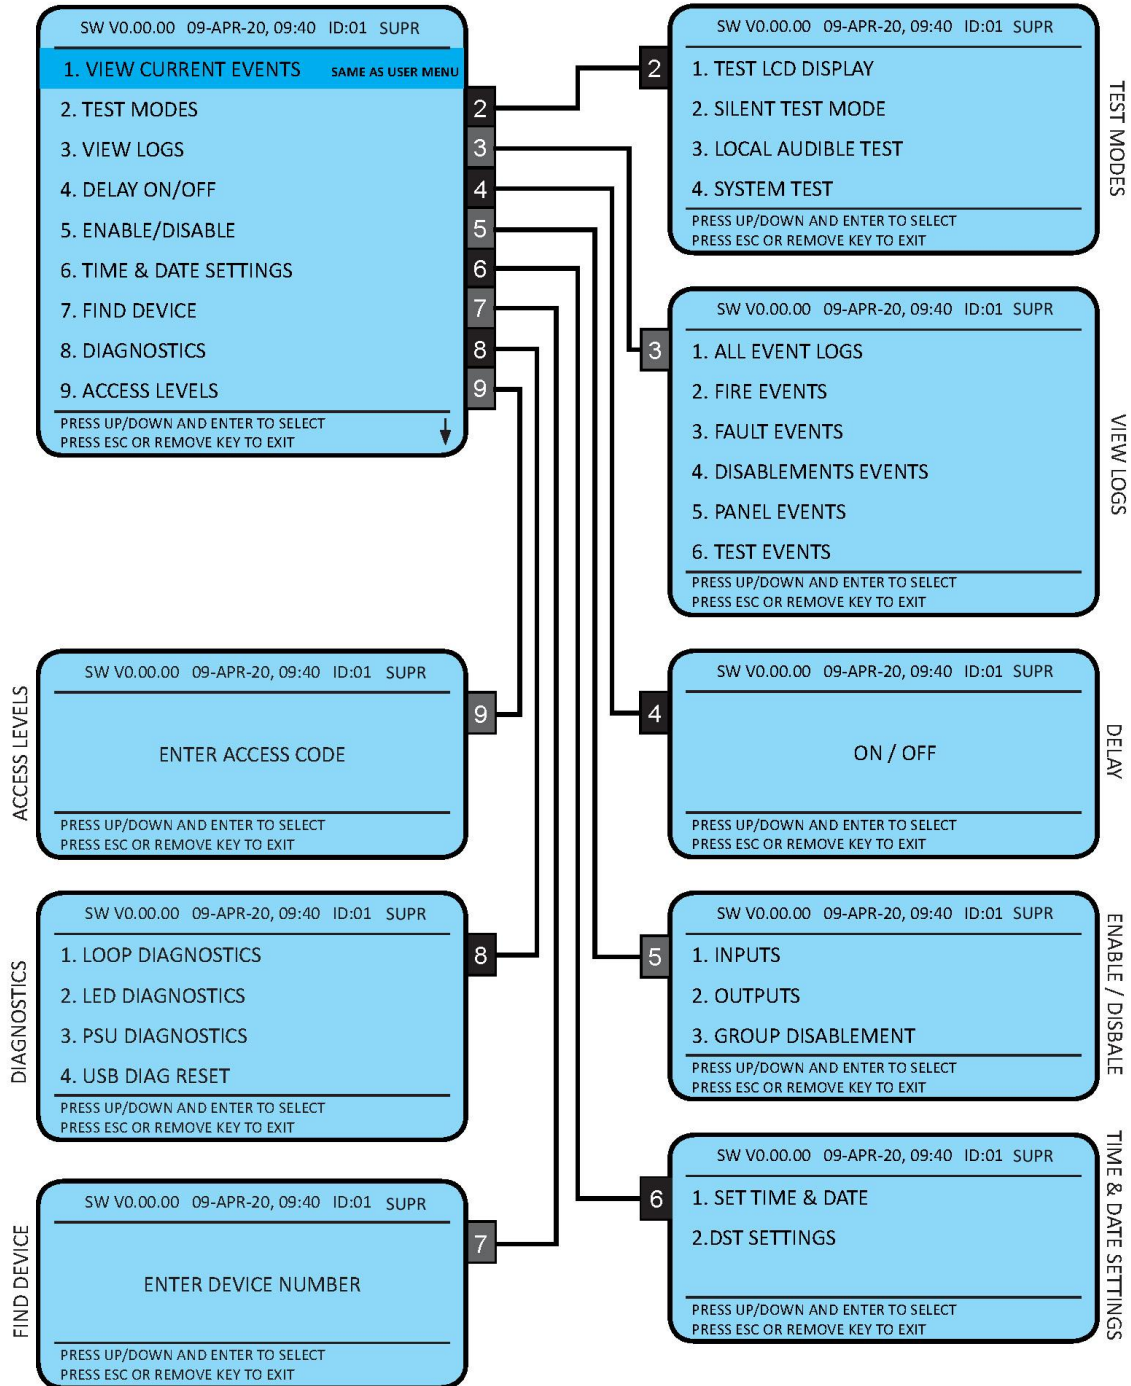 SW V0.00.00 09-APR-20, 09:40 ID:01 SUPR
1. VIEW CURRENT EVENTS SAME AS USER MENU
2. TEST MODES 2
3. VIEW LOGS 3
4. DELAY ON/OFF 4
5. ENABLE/DISABLE 5
6. TIME & DATE SETTINGS 6
7. FIND DEVICE 7
8. DIAGNOSTICS 8
9. ACCESS LEVELS 9
PRESS UP/DOWN AND ENTER TO SELECT
PRESS ESC OR REMOVE KEY TO EXIT
SW V0.00.00 09-APR-20, 09:40 ID:01 SUPR
2
1. TEST LCD DISPLAY
2. SILENT TEST MODE
3. LOCAL AUDIBLE TEST
4. SYSTEM TEST
PRESS UP/DOWN AND ENTER TO SELECT
PRESS ESC OR REMOVE KEY TO EXIT
TEST MODES
SW V0.00.00 09-APR-20, 09:40 ID:01 SUPR
3
1. ALL EVENT LOGS
2. FIRE EVENTS
3. FAULT EVENTS
4. DISABLEMENTS EVENTS
5. PANEL EVENTS
6. TEST EVENTS
PRESS UP/DOWN AND ENTER TO SELECT
PRESS ESC OR REMOVE KEY TO EXIT
VIEW LOGS
ACCESS LEVELS
SW V0.00.00 09-APR-20, 09:40 ID:01 SUPR
9
ENTER ACCESS CODE
PRESS UP/DOWN AND ENTER TO SELECT
PRESS ESC OR REMOVE KEY TO EXIT
SW V0.00.00 09-APR-20, 09:40 ID:01 SUPR
4
ON / OFF
PRESS UP/DOWN AND ENTER TO SELECT
PRESS ESC OR REMOVE KEY TO EXIT
DELAY
DIAGNOSTICS
SW V0.00.00 09-APR-20, 09:40 ID:01 SUPR
1. LOOP DIAGNOSTICS 8
2. LED DIAGNOSTICS
3. PSU DIAGNOSTICS
4. USB DIAG RESET
PRESS UP/DOWN AND ENTER TO SELECT
PRESS ESC OR REMOVE KEY TO EXIT
SW V0.00.00 09-APR-20, 09:40 ID:01 SUPR
5
1. INPUTS
2. OUTPUTS
3. GROUP DISABLEMENT
PRESS UP/DOWN AND ENTER TO SELECT
PRESS ESC OR REMOVE KEY TO EXIT
ENABLE / DISBALE
FIND DEVICE
SW V0.00.00 09-APR-20, 09:40 ID:01 SUPR
7
ENTER DEVICE NUMBER
PRESS UP/DOWN AND ENTER TO SELECT
PRESS ESC OR REMOVE KEY TO EXIT
SW V0.00.00 09-APR-20, 09:40 ID:01 SUPR
6
1. SET TIME & DATE
2.DST SETTINGS
PRESS UP/DOWN AND ENTER TO SELECT
PRESS ESC OR REMOVE KEY TO EXIT
TIME & DATE SETTINGS